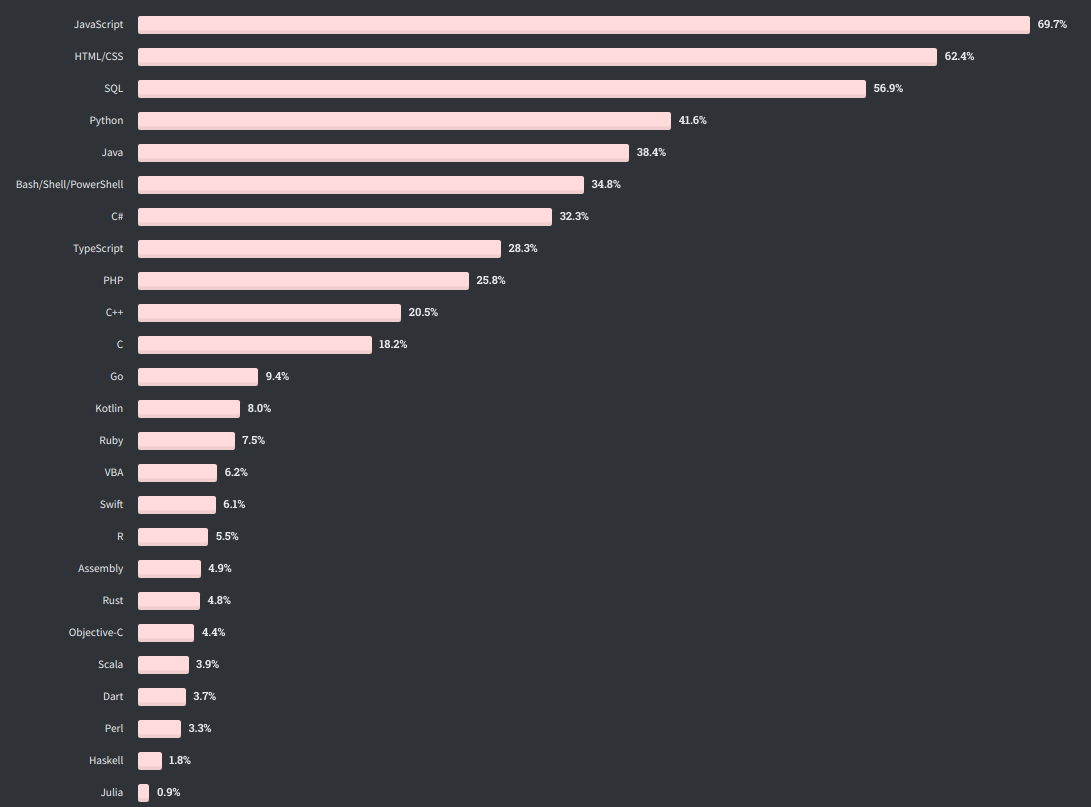 JavaScript 69.7%
HTML/CSS 62.4%
SQL 56.9%
Python 41.6%
Java 38.4%
Bash/Shell/PowerShell 34.8%
C# 32.3%
TypeScript 28.3%
PHP 25.8%
C++ 20.5%
C 18.2%
Go 9.4%
Kotlin 8.0%
Ruby 7.5%
VBA 6.2%
Swift 6.1%
R 5.5%
Assembly 4.9%
Rust 4.8%
Objective-C 4.4%
Scala 3.9%
Dart 3.7%
Perl 3.3%
Haskell 1.8%
Julia 0.9%